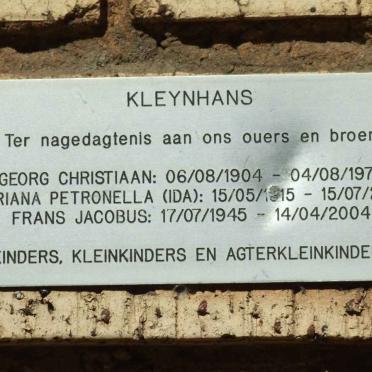 KLEYNHANS
Ter nagedagtenis aan ons ouers en broer
GEORG CHRISTIAAN: 06/08/1904 - 04/08/197
RIANA PETRONELLA (IDA): 15/05/1915 - 15/07/2
FRANS JACOBUS: 17/07/1945 - 14/04/2004
KINDERS, KLEINKINDERS EN AGTERKLEINKINDE